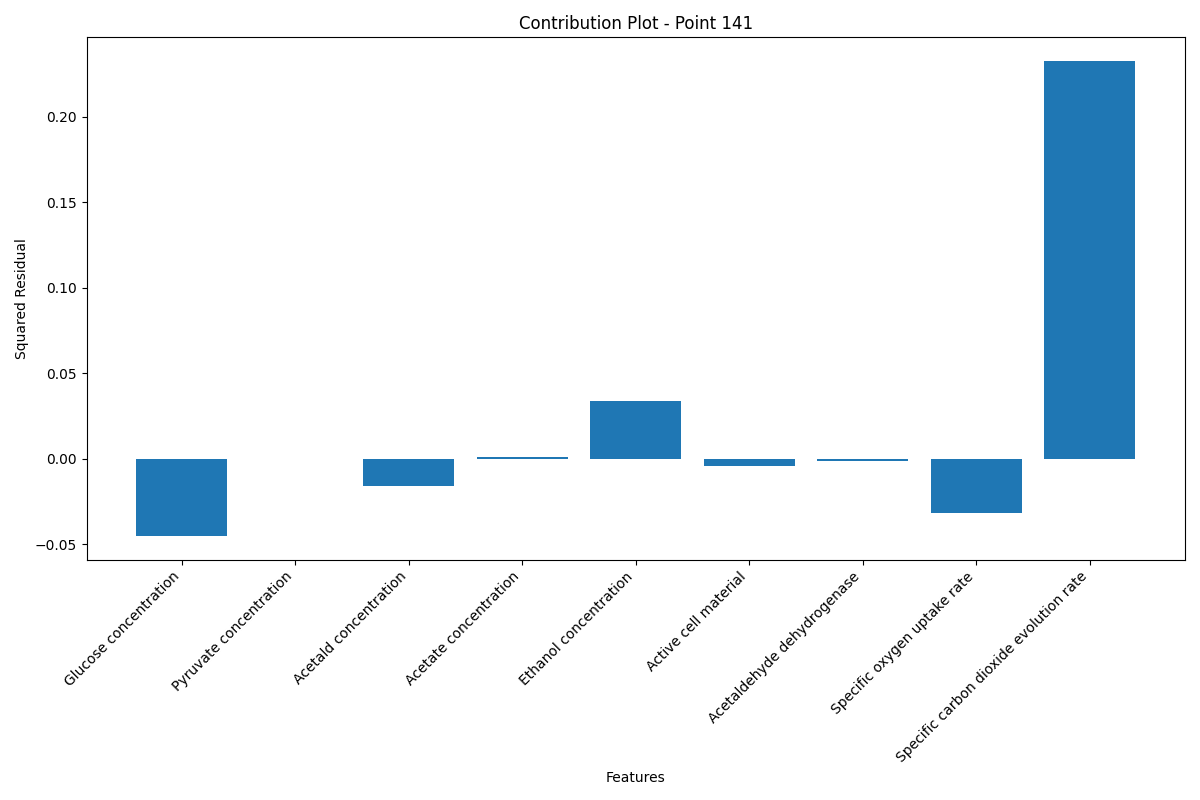 Contribution Plot - Point 141
Squared Residual
0.20
0.15
0.10
0.05
0.00
−0.05
Glucose concentration
Pyruvate concentration
Acetald concentration
Acetate concentration
Ethanol concentration
Active cell material
Acetaldehyde dehydrogenase
Specific oxygen uptake rate
Specific carbon dioxide evolution rate
Features